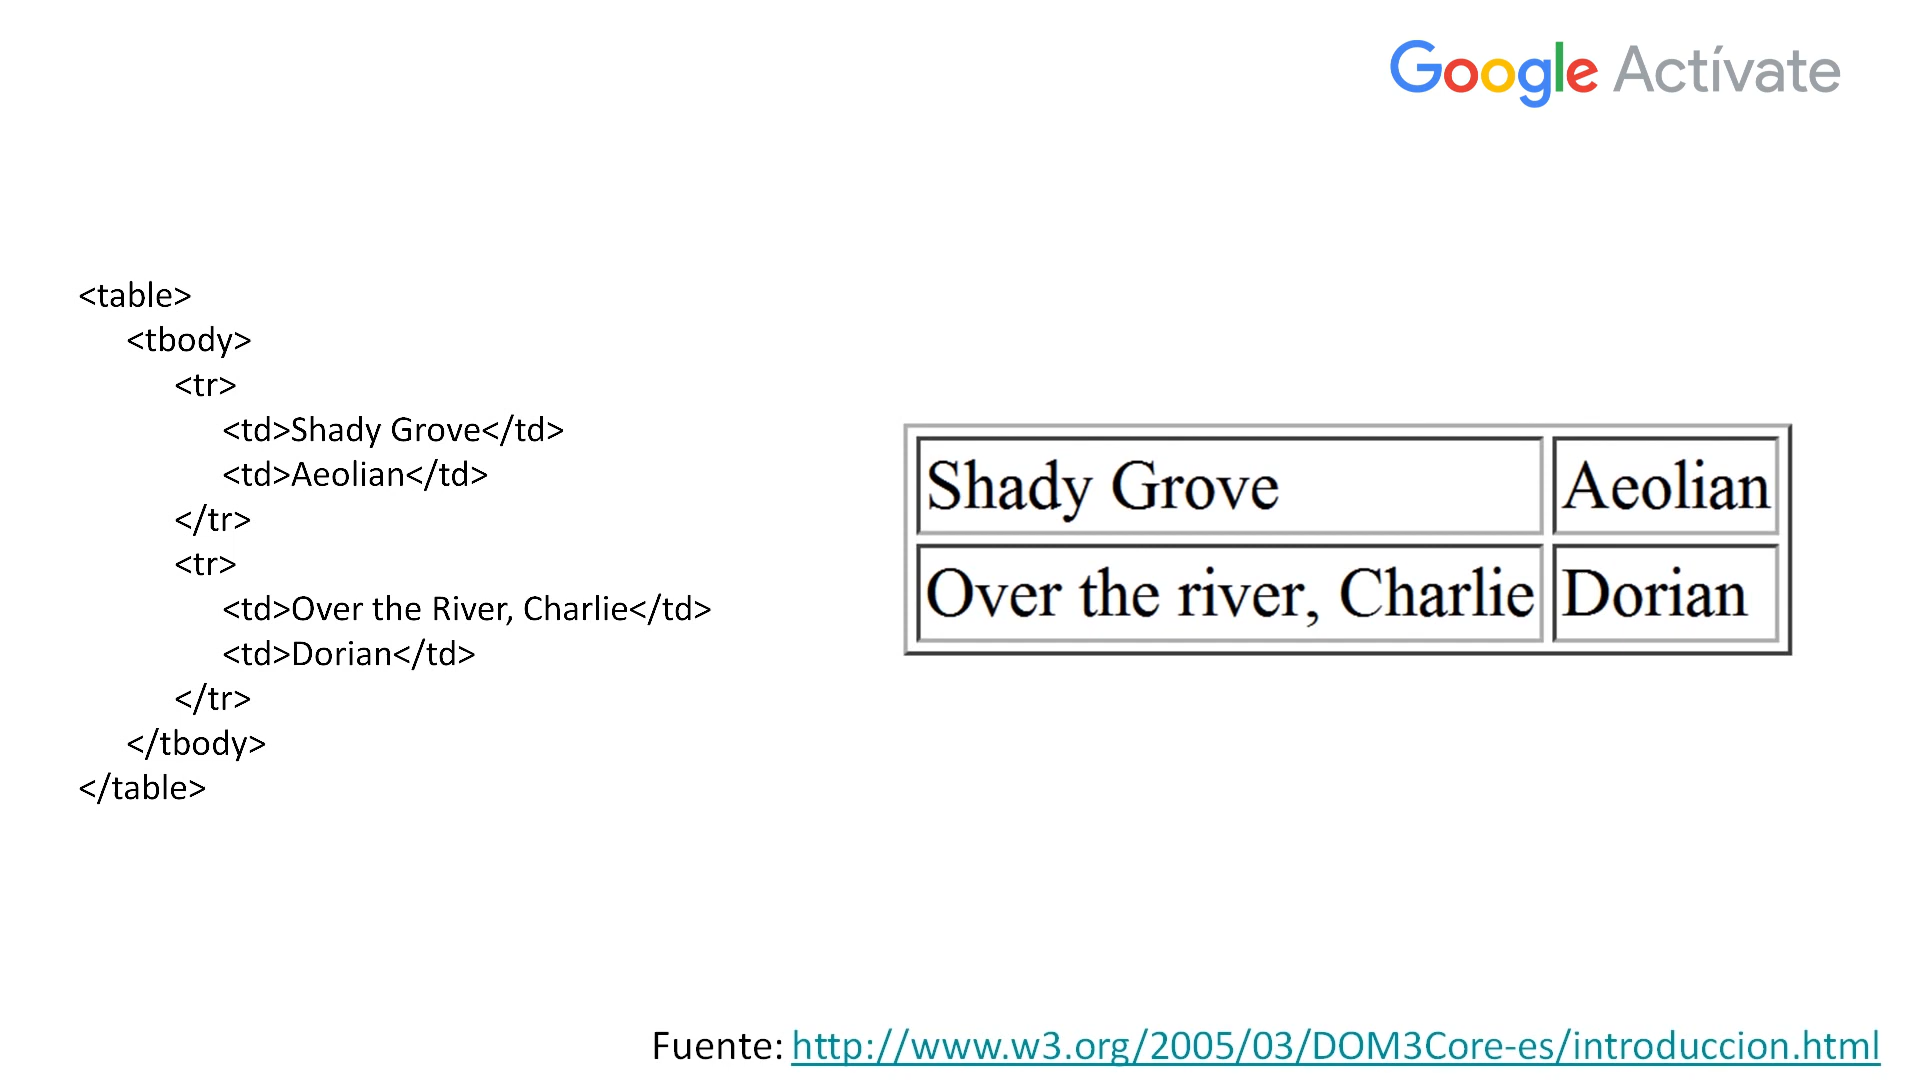 Google Actívate
<table>
<tbody>
<tr>
<td>Shady Grove</td>
<td>Aeolian</td>
</tr>
<tr>
<td>Over the River, Charlie</td>
<td>Dorian</td>
</tr>
</tbody>
</table>
Shady Grove Aeolian
Over the river, Charlie Dorian
Fuente: http://www.w3.org/2005/03/DOM3Core-es/introduccion.html